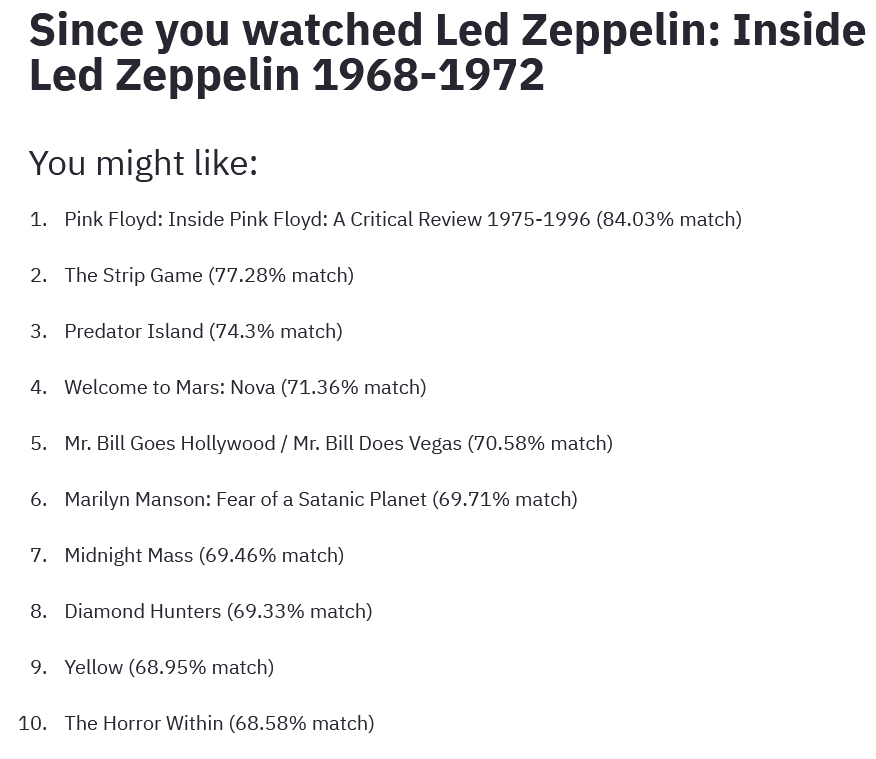 Since you watched Led Zeppelin: Inside
Led Zeppelin 1968-1972
You might like:
1. Pink Floyd: Inside Pink Floyd: A Critical Review 1975-1996 (84.03% match)
2. The Strip Game (77.28% match)
3. Predator Island (74.3% match)
4. Welcome to Mars: Nova (71.36% match)
5. Mr. Bill Goes Hollywood / Mr. Bill Does Vegas (70.58% match)
6. Marilyn Manson: Fear of a Satanic Planet (69.71% match)
7. Midnight Mass (69.46% match)
8. Diamond Hunters (69.33% match)
9. Yellow (68.95% match)
10. The Horror Within (68.58% match)